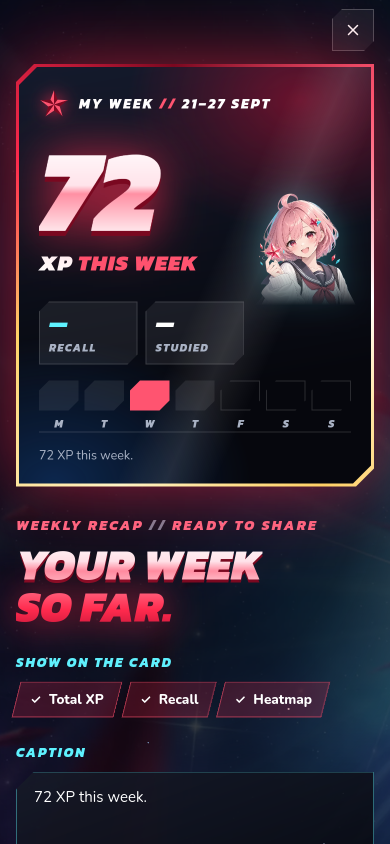 MY WEEK // 21–27 SEPT
72
XP THIS WEEK
—
RECALL
—
STUDIED
M T W T F S S
72 XP this week.
WEEKLY RECAP // READY TO SHARE
YOUR WEEK
SO FAR.
SHOW ON THE CARD
✓ Total XP ✓ Recall ✓ Heatmap
CAPTION
72 XP this week.